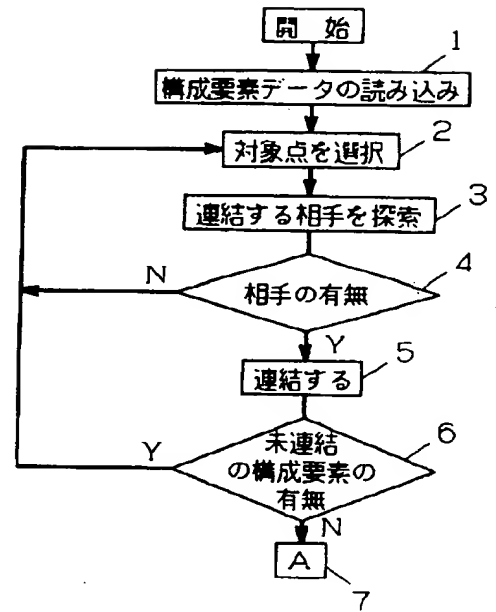 開 始
1
構成要素データの読み込み
2
対象点を選択
3
連結する相手を探索
4
N
相手の有無
Y
5
連結する
6
Y
未連結
の構成要素の
有無
N
A
7